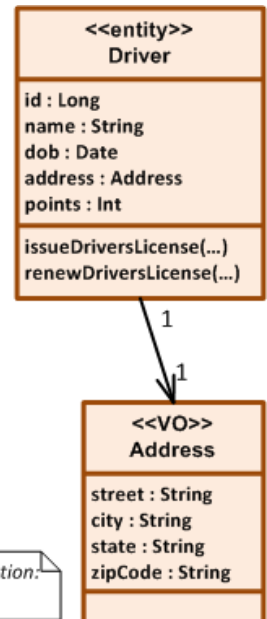 <<entity>>
Driver
id : Long
name : String
dob : Date
address : Address
points : Int
issueDriversLicense(...)
renewDriversLicense(...)
1
1
<<VO>>
Address
street : String
city : String
state : String
zipCode : String
tion: